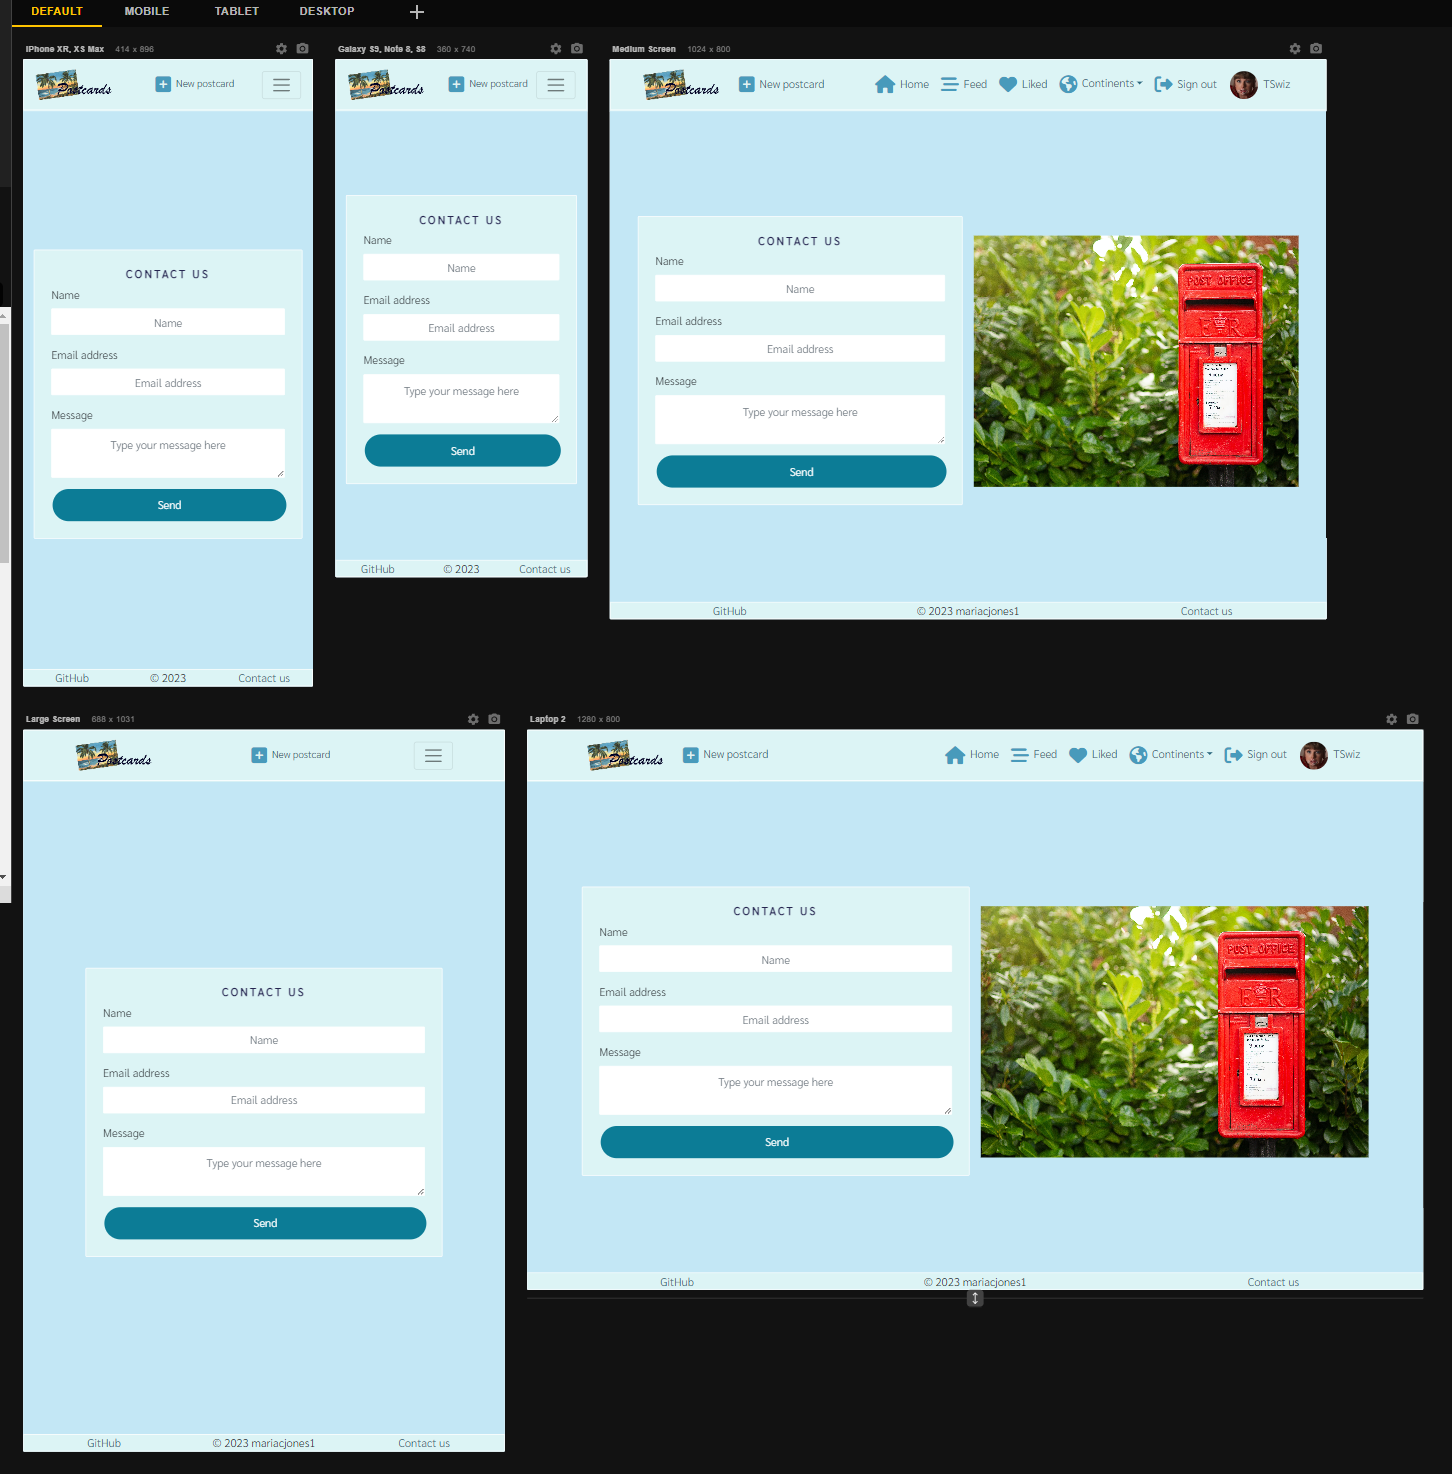 DEFAULT MOBILE TABLET DESKTOP
iPhone XR, XS Max 414 x 896
Postcards New postcard
CONTACT US
Name
Name
Email address
Email address
Message
Type your message here
Send
GitHub © 2023 Contact us
Galaxy S9, Note 8, S8 360 x 740
Postcards New postcard
CONTACT US
Name
Name
Email address
Email address
Message
Type your message here
Send
GitHub © 2023 Contact us
Medium Screen 1024 x 800
Postcards New postcard Home Feed Liked Continents Sign out TSwiz
CONTACT US
Name
Name
Email address
Email address
Message
Type your message here
Send
POST OFFICE
E R
GitHub © 2023 mariacjones1 Contact us
Large Screen 688 x 1031
Postcards New postcard
CONTACT US
Name
Name
Email address
Email address
Message
Type your message here
Send
GitHub © 2023 mariacjones1 Contact us
Laptop 2 1280 x 800
Postcards New postcard Home Feed Liked Continents Sign out TSwiz
CONTACT US
Name
Name
Email address
Email address
Message
Type your message here
Send
POST OFFICE
E R
GitHub © 2023 mariacjones1 Contact us